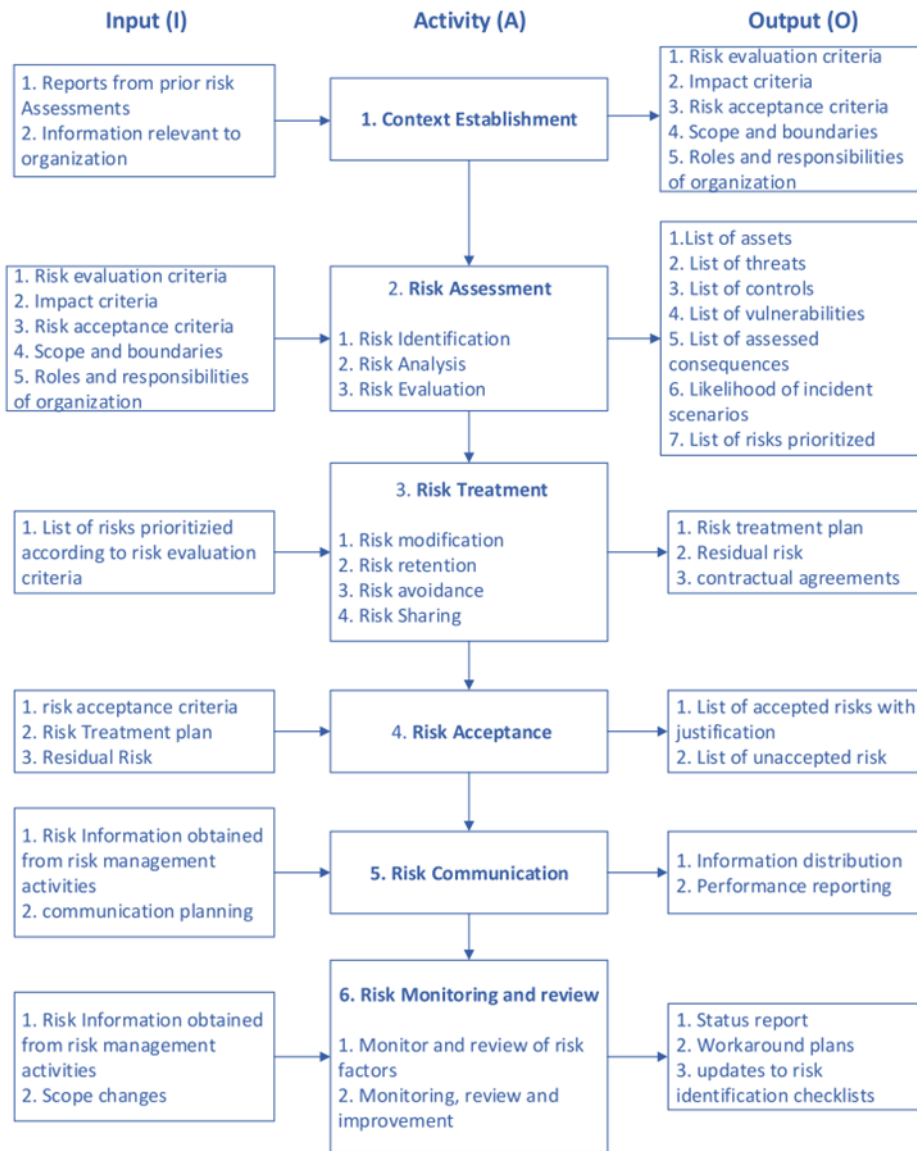 Input (I)
Activity (A)
Output (O)
1. Reports from prior risk
Assessments
2. Information relevant to
organization
1. Context Establishment
1. Risk evaluation criteria
2. Impact criteria
3. Risk acceptance criteria
4. Scope and boundaries
5. Roles and responsibilities
of organization
1. Risk evaluation criteria
2. Impact criteria
3. Risk acceptance criteria
4. Scope and boundaries
5. Roles and responsibilities
of organization
2. Risk Assessment
1. Risk Identification
2. Risk Analysis
3. Risk Evaluation
1.List of assets
2. List of threats
3. List of controls
4. List of vulnerabilities
5. List of assessed
consequences
6. Likelihood of incident
scenarios
7. List of risks prioritized
1. List of risks prioritizied
according to risk evaluation
criteria
3. Risk Treatment
1. Risk modification
2. Risk retention
3. Risk avoidance
4. Risk Sharing
1. Risk treatment plan
2. Residual risk
3. contractual agreements
1. risk acceptance criteria
2. Risk Treatment plan
3. Residual Risk
4. Risk Acceptance
1. List of accepted risks with
justification
2. List of unaccepted risk
1. Risk Information obtained
from risk management
activities
2. communication planning
5. Risk Communication
1. Information distribution
2. Performance reporting
1. Risk Information obtained
from risk management
activities
2. Scope changes
6. Risk Monitoring and review
1. Monitor and review of risk
factors
2. Monitoring, review and
improvement
1. Status report
2. Workaround plans
3. updates to risk
identification checklists